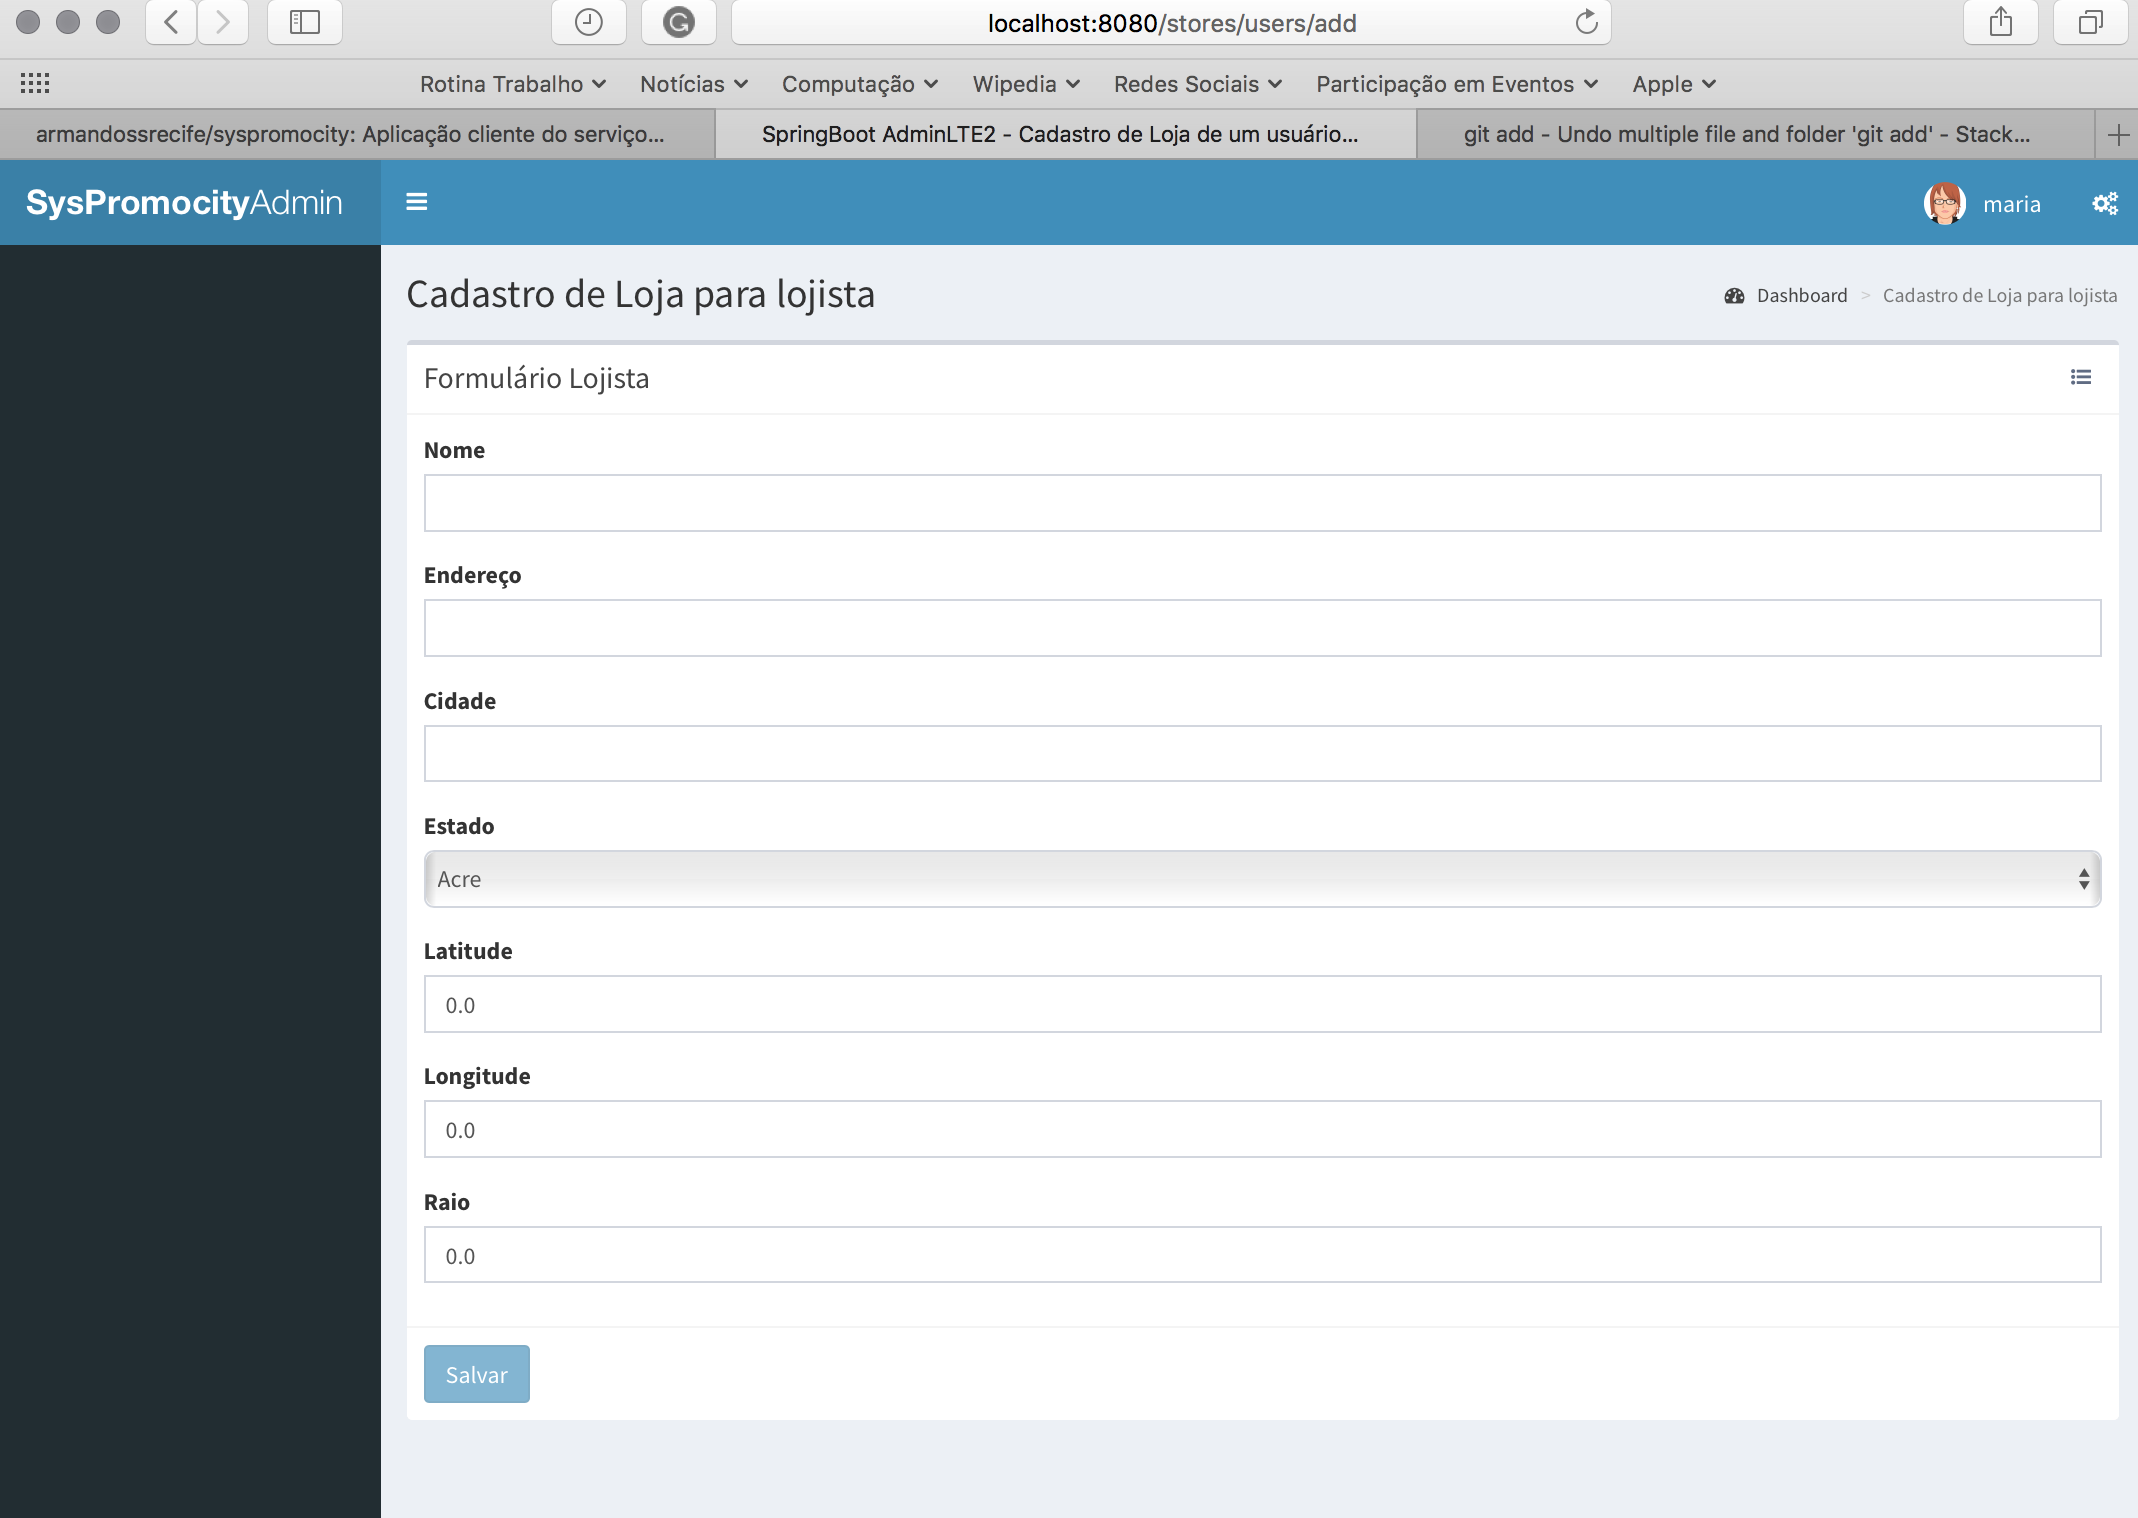 localhost:8080/stores/users/add
Rotina Trabalho Notícias Computação Wipedia Redes Sociais Participação em Eventos Apple
armandossrecife/syspromocity: Aplicação cliente do serviço... SpringBoot AdminLTE2 - Cadastro de Loja de um usuário... git add - Undo multiple file and folder 'git add' - Stack...
SysPromocityAdmin maria
Cadastro de Loja para lojista Dashboard > Cadastro de Loja para lojista
Formulário Lojista
Nome
Endereço
Cidade
Estado
Acre
Latitude
0.0
Longitude
0.0
Raio
0.0
Salvar